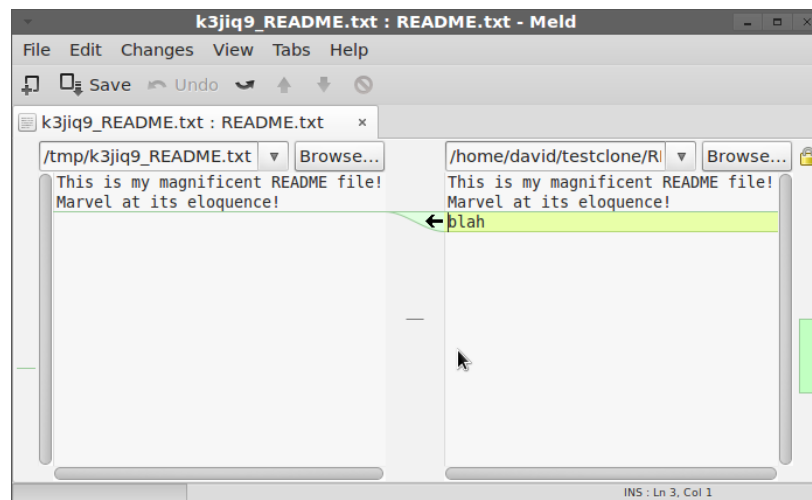 k3jiq9_README.txt : README.txt - Meld
File Edit Changes View Tabs Help
Save Undo
k3jiq9_README.txt : README.txt ×
/tmp/k3jiq9_README.txt Browse...
This is my magnificent README file!
Marvel at its eloquence!
/home/david/testclone/R Browse...
This is my magnificent README file!
Marvel at its eloquence!
blah
INS : Ln 3, Col 1